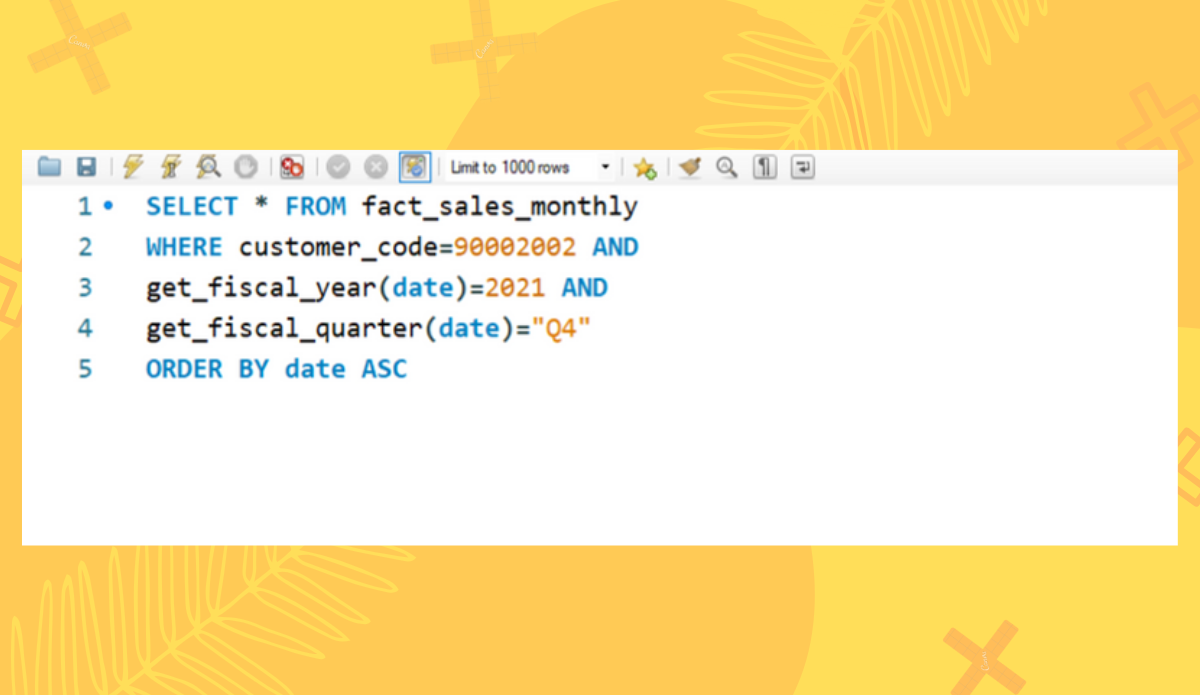 Limit to 1000 rows
1 SELECT * FROM fact_sales_monthly
2 WHERE customer_code=90002002 AND
3 get_fiscal_year(date)=2021 AND
4 get_fiscal_quarter(date)="Q4"
5 ORDER BY date ASC